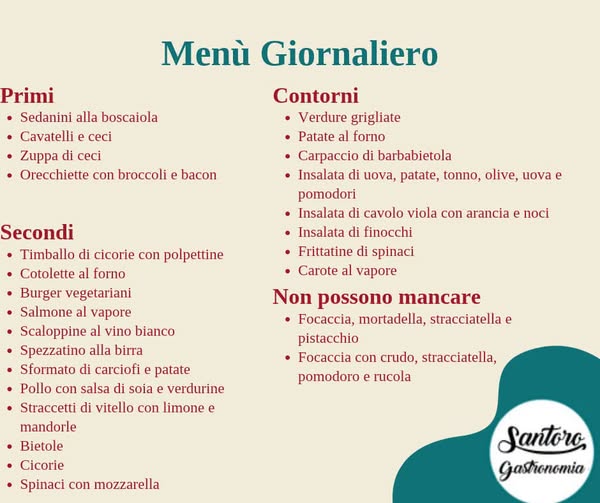 Menù Giornaliero
Primi
• Sedanini alla boscaiola
• Cavatelli e ceci
• Zuppa di ceci
• Orecchiette con broccoli e bacon
Secondi
• Timballo di cicorie con polpettine
• Cotolette al forno
• Burger vegetariani
• Salmone al vapore
• Scaloppine al vino bianco
• Spezzatino alla birra
• Sformato di carciofi e patate
• Pollo con salsa di soia e verdurine
• Straccetti di vitello con limone e
mandorle
• Bietole
• Cicorie
• Spinaci con mozzarella
Contorni
• Verdure grigliate
• Patate al forno
• Carpaccio di barbabietola
• Insalata di uova, patate, tonno, olive, uova e
pomodori
• Insalata di cavolo viola con arancia e noci
• Insalata di finocchi
• Frittatine di spinaci
• Carote al vapore
Non possono mancare
• Focaccia, mortadella, stracciatella e
pistacchio
• Focaccia con crudo, stracciatella,
pomodoro e rucola
Santoro
Gastronomia